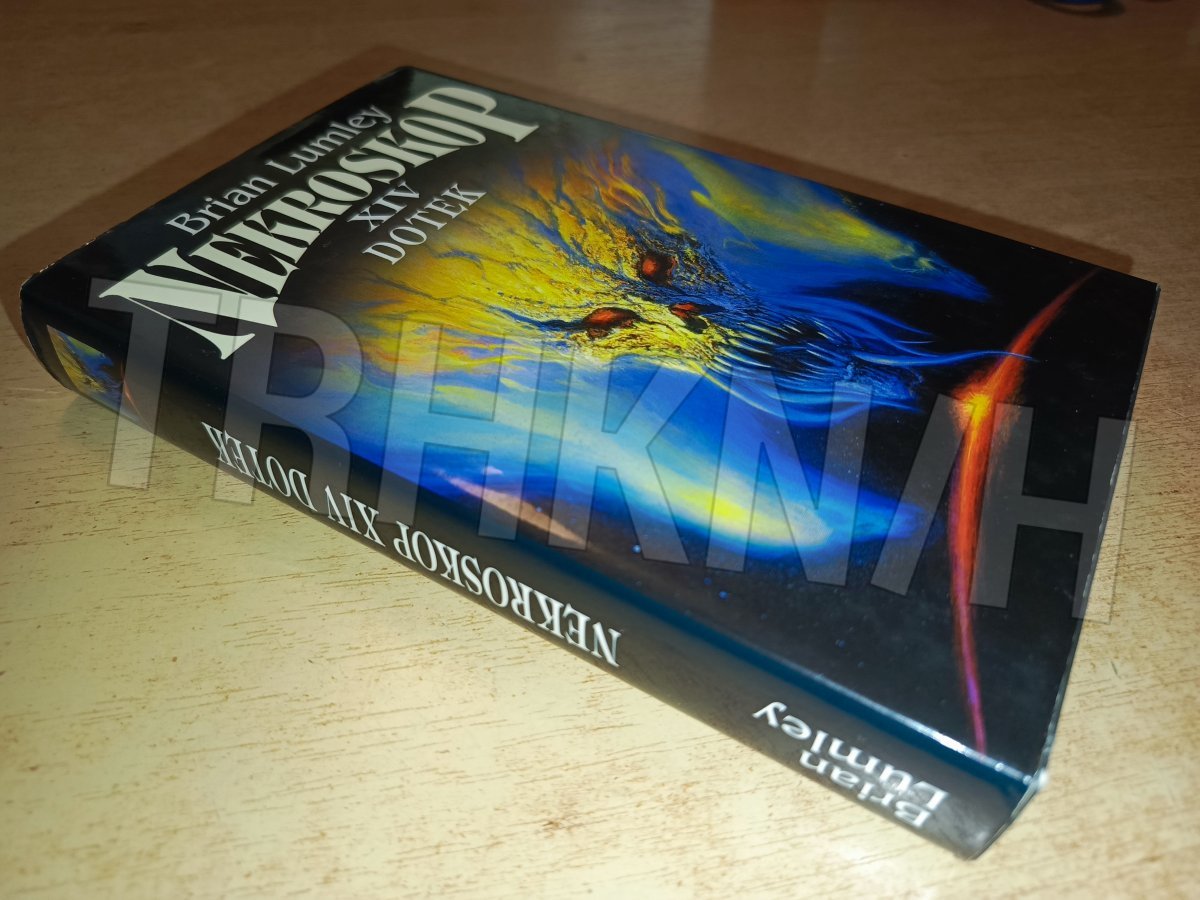 Brian Lumley
NEKROSKOP
XIV
DOTEK
NEKROSKOP XIV DOTEK
Brian
Lumley
TRHKNIH